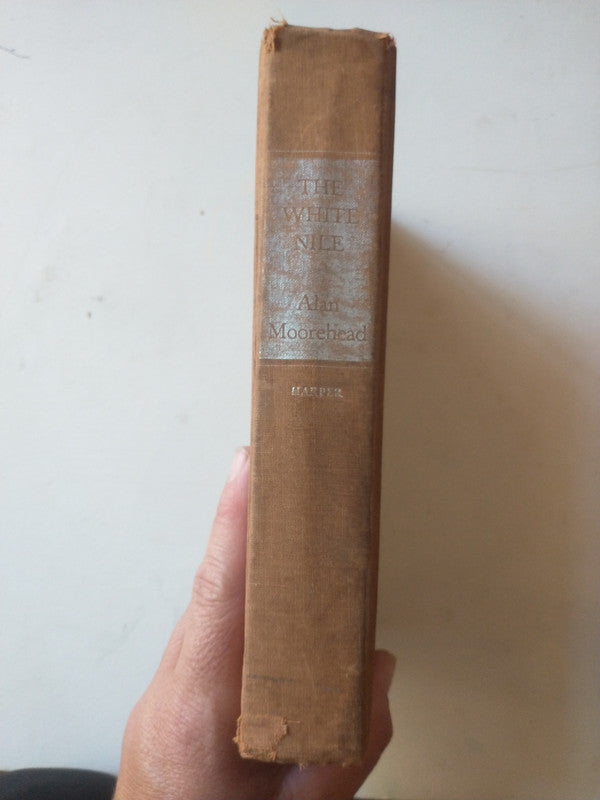 THE
WHITE
NILE
Alan
Moorehead
HARPER